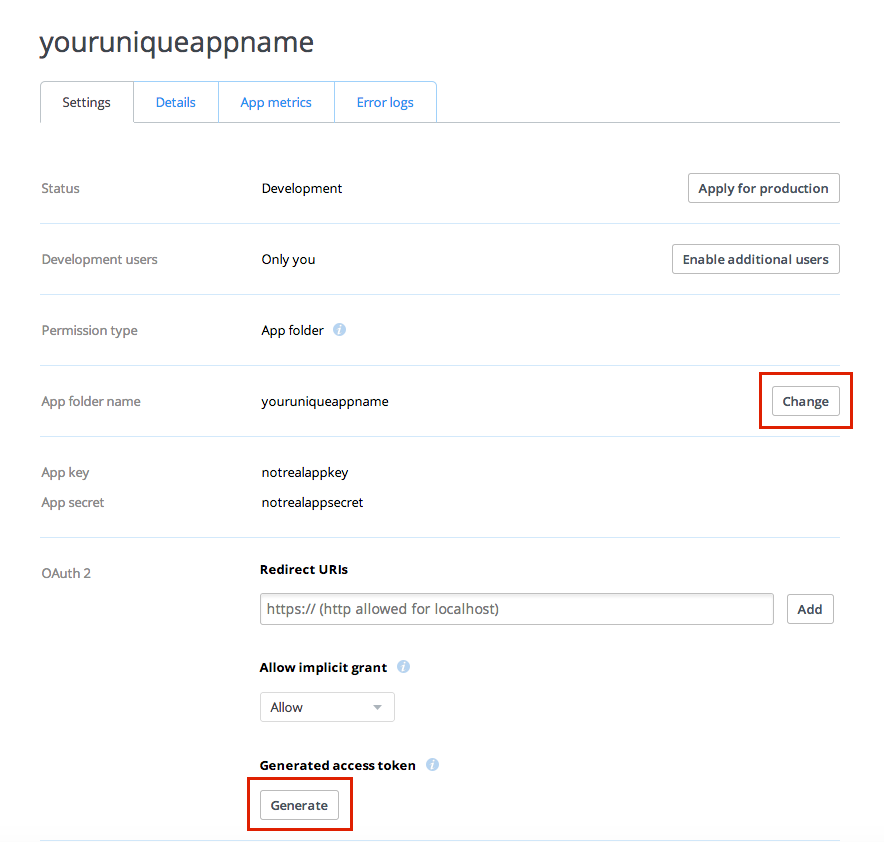 youruniqueappname
Settings Details App metrics Error logs
Status Development Apply for production
Development users Only you Enable additional users
Permission type App folder i
App folder name youruniqueappname Change
App key notrealappkey
App secret notrealappsecret
OAuth 2 Redirect URIs
https:// (http allowed for localhost) Add
Allow implicit grant i
Allow
Generated access token i
Generate